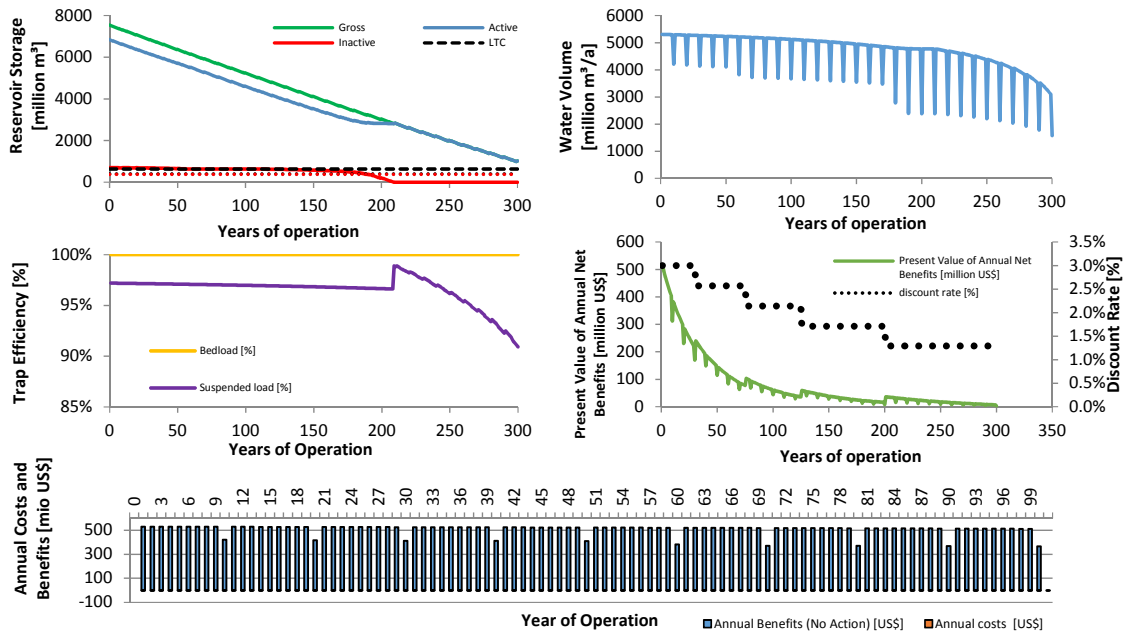 Reservoir Storage
[million m³]
8000
6000
4000
2000
0
Gross
Active
Inactive
LTC
0 50 100 150 200 250 300
Years of operation
Water Volume
[million m³/a]
6000
5000
4000
3000
2000
1000
0
0 50 100 150 200 250 300
Years of operation
Trap Efficiency [%]
100%
95%
90%
85%
Bedload [%]
Suspended load [%]
0 50 100 150 200 250 300
Years of Operation
Present Value of Annual Net
Benefits [million US$]
600
500
400
300
200
100
0
Present Value of Annual Net
Benefits [million US$]
discount rate [%]
3.5%
3.0%
2.5%
2.0%
1.5%
1.0%
0.5%
0.0%
Discount Rate [%]
0 50 100 150 200 250 300 350
Years of operation
Annual Costs and
Benefits [mio US$]
0 3 6 9 12 15 18 21 24 27 30 33 36 39 42 45 48 51 54 57 60 63 66 69 72 75 78 81 84 87 90 93 96 99
500
300
100
-100
Year of Operation
Annual Benefits (No Action) [US$]
Annual costs [US$]